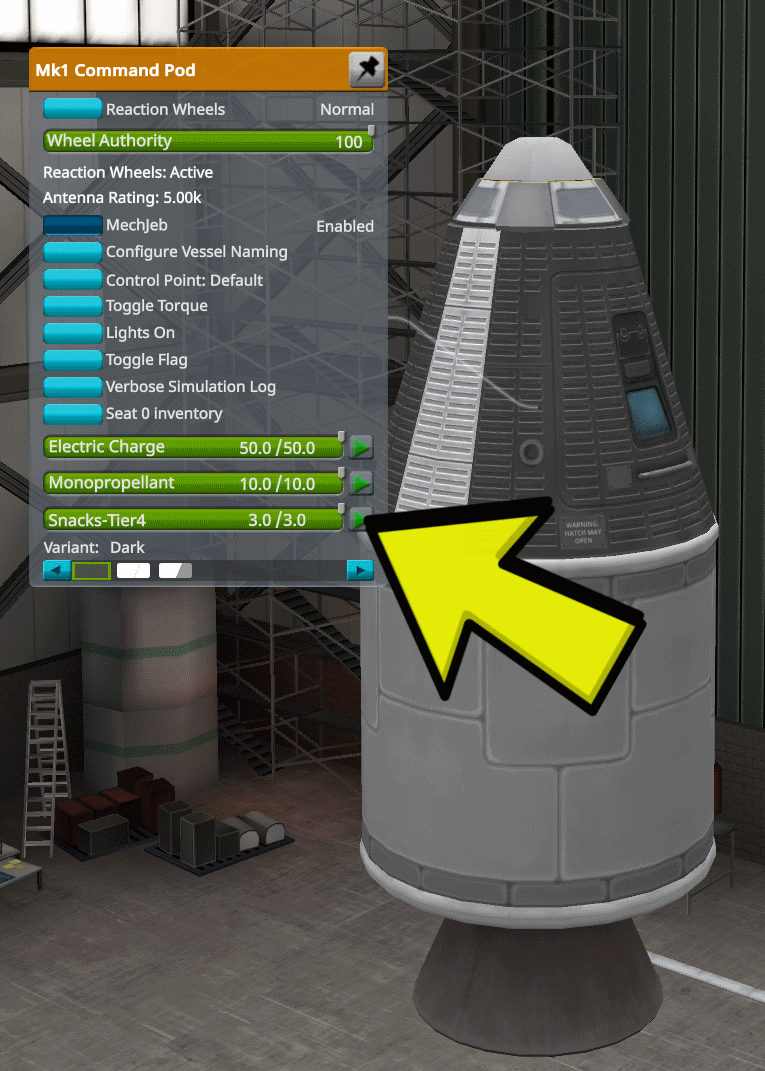 Mk1 Command Pod
Reaction Wheels Normal
Wheel Authority 100
Reaction Wheels: Active
Antenna Rating: 5.00k
MechJeb Enabled
Configure Vessel Naming
Control Point: Default
Toggle Torque
Lights On
Toggle Flag
Verbose Simulation Log
Seat 0 inventory
Electric Charge 50.0 /50.0
Monopropellant 10.0 /10.0
Snacks-Tier4 3.0 /3.0
Variant: Dark
WARNING
HATCH MAY
OPEN